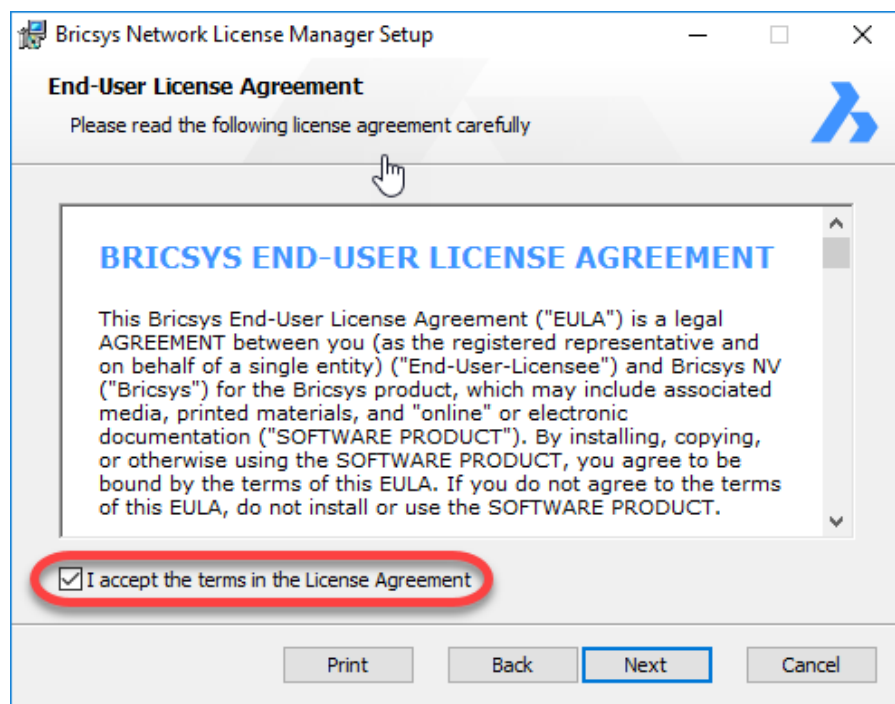 Bricsys Network License Manager Setup
End-User License Agreement
Please read the following license agreement carefully
BRICSYS END-USER LICENSE AGREEMENT
This Bricsys End-User License Agreement ("EULA") is a legal
AGREEMENT between you (as the registered representative and
on behalf of a single entity) ("End-User-Licensee") and Bricsys NV
("Bricsys") for the Bricsys product, which may include associated
media, printed materials, and "online" or electronic
documentation ("SOFTWARE PRODUCT"). By installing, copying,
or otherwise using the SOFTWARE PRODUCT, you agree to be
bound by the terms of this EULA. If you do not agree to the terms
of this EULA, do not install or use the SOFTWARE PRODUCT.
I accept the terms in the License Agreement
Print Back Next Cancel